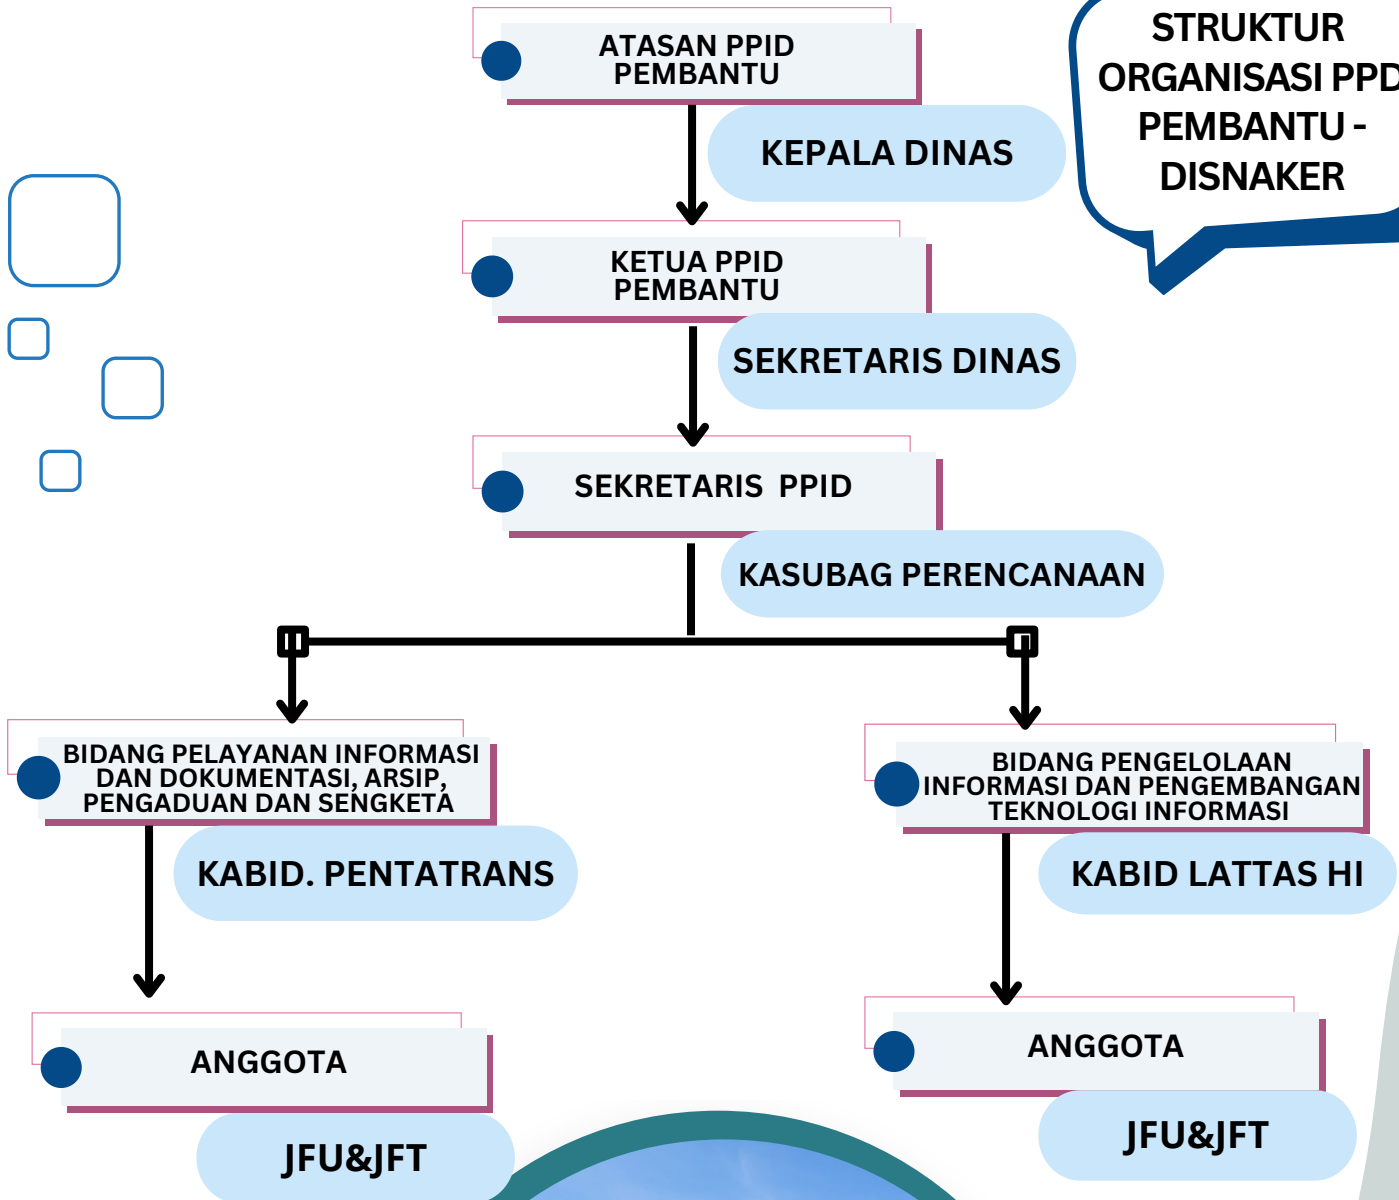 STRUKTUR
ORGANISASI PPD
PEMBANTU -
DISNAKER
ATASAN PPID
PEMBANTU
KEPALA DINAS
KETUA PPID
PEMBANTU
SEKRETARIS DINAS
SEKRETARIS PPID
KASUBAG PERENCANAAN
BIDANG PELAYANAN INFORMASI
DAN DOKUMENTASI, ARSIP,
PENGADUAN DAN SENGKETA
KABID. PENTATRANS
BIDANG PENGELOLAAN
INFORMASI DAN PENGEMBANGAN
TEKNOLOGI INFORMASI
KABID LATTAS HI
ANGGOTA
JFU&JFT
ANGGOTA
JFU&JFT